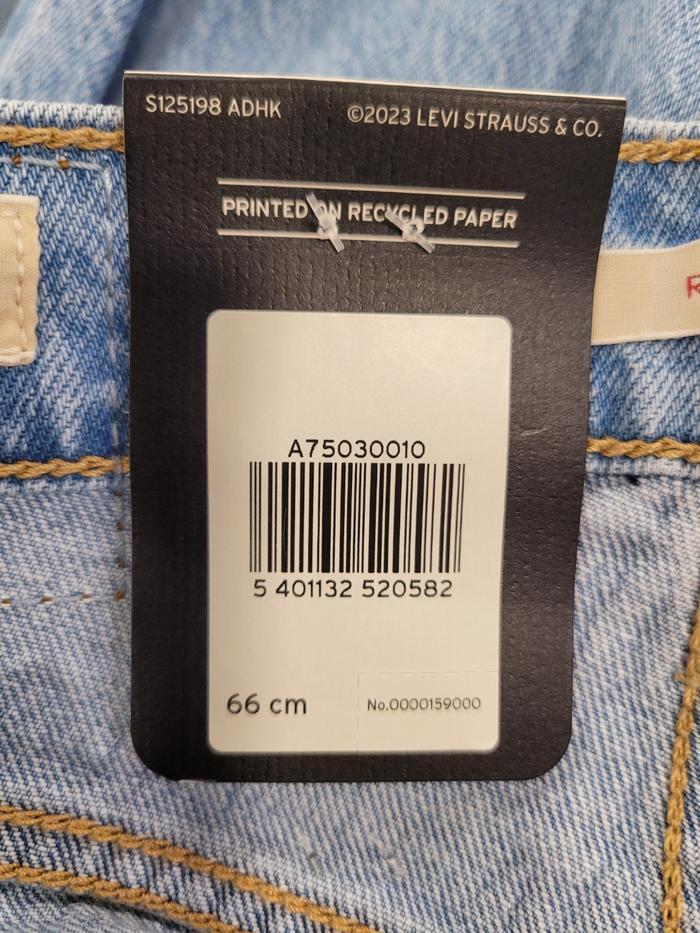 S125198 ADHK ©2023 LEVI STRAUSS & CO.
PRINTED ON RECYCLED PAPER
A75030010
5 401132 520582
66 cm No.0000159000
R